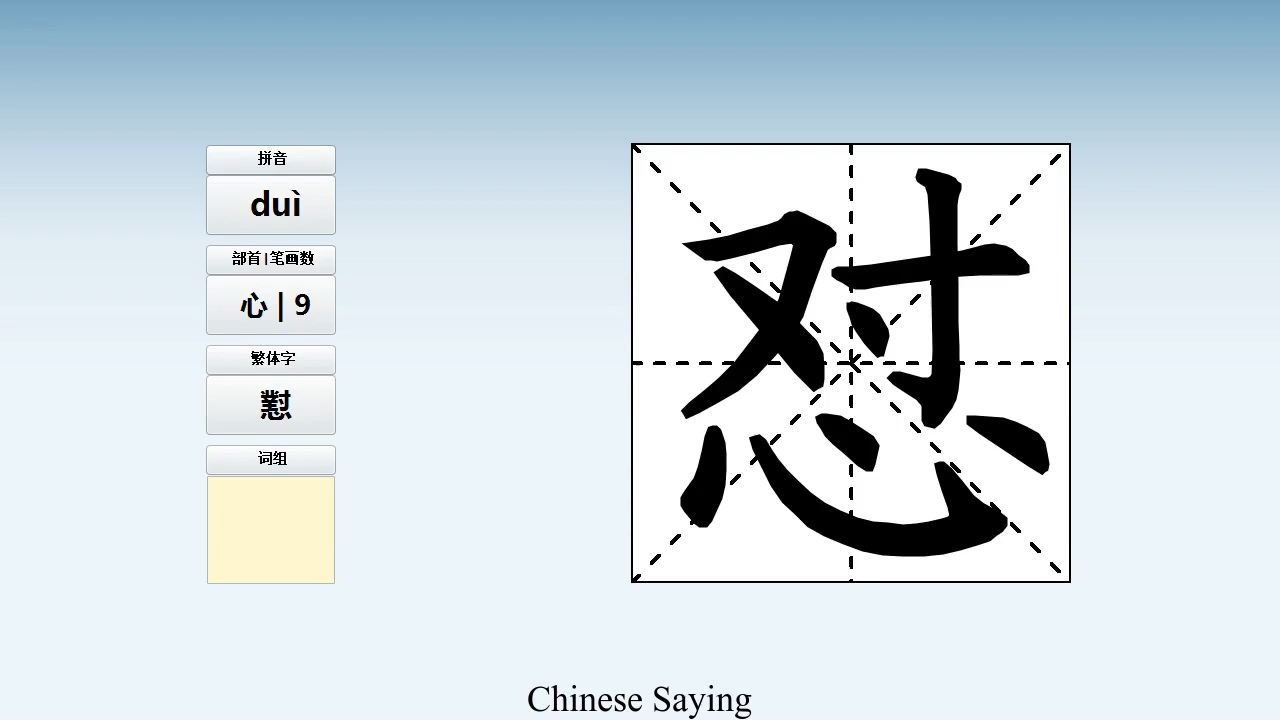 拼音
duì
部首|笔画数
心 | 9
繁体字
懟
词组
怼
Chinese Saying